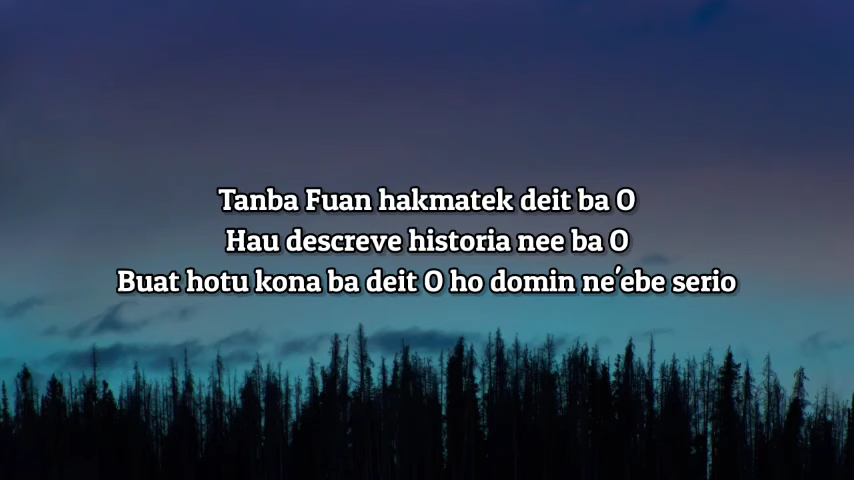 Tanba Fuan hakmatek deit ba O
Hau descreve historia nee ba O
Buat hotu kona ba deit O ho domin ne'ebe serio